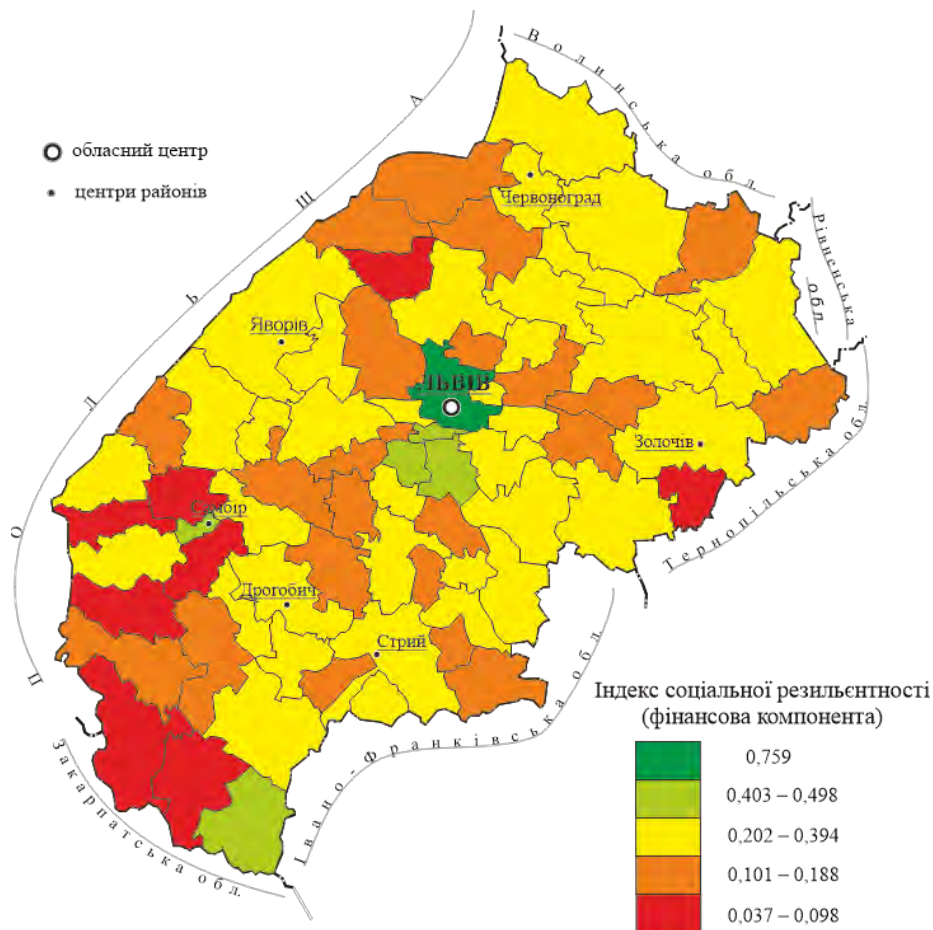 Волинська обл.
ПОЛЬЩА
обласний центр
центри районів
Червоноград
Рівненська
обл.
Яворів
ЛЬВІВ
Золочів
Самбір
Тернопільська обл.
Дрогобич
Стрий
Івано-Франківська обл.
Закарпатська обл.
Індекс соціальної резильєнтності
(фінансова компонента)
0,759
0,403 – 0,498
0,202 – 0,394
0,101 – 0,188
0,037 – 0,098